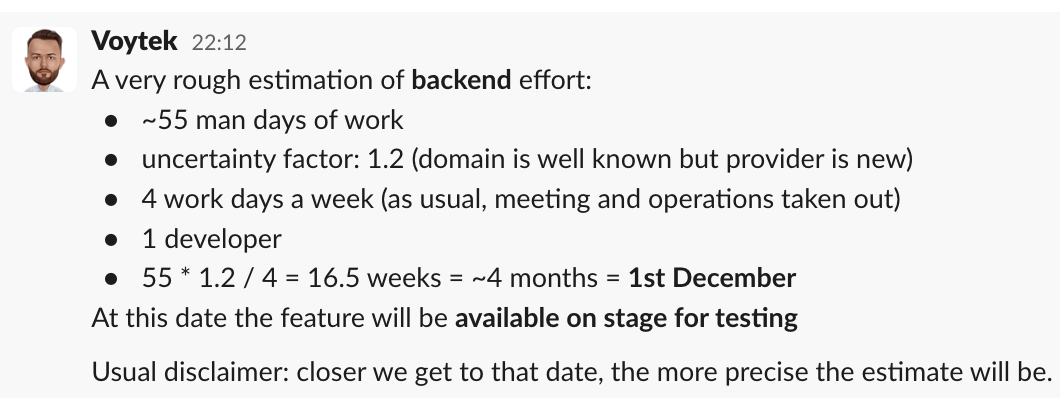 Voytek 22:12
A very rough estimation of backend effort:
● ~55 man days of work
● uncertainty factor: 1.2 (domain is well known but provider is new)
● 4 work days a week (as usual, meeting and operations taken out)
● 1 developer
● 55 * 1.2 / 4 = 16.5 weeks = ~4 months = 1st December
At this date the feature will be available on stage for testing
Usual disclaimer: closer we get to that date, the more precise the estimate will be.